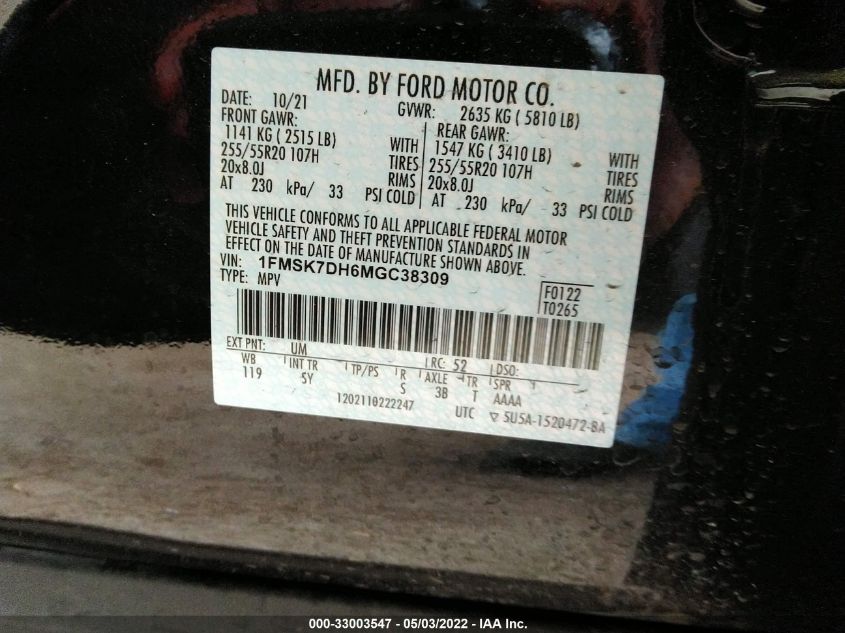 MFD. BY FORD MOTOR CO.
DATE: 10/21 GVWR: 2635 KG ( 5810 LB)
FRONT GAWR: REAR GAWR:
1141 KG ( 2515 LB) WITH 1547 KG ( 3410 LB) WITH
255/55R20 107H TIRES 255/55R20 107H TIRES
20x8.0J RIMS 20x8.0J RIMS
AT 230 kPa/ 33 PSI COLD AT 230 kPa/ 33 PSI COLD
THIS VEHICLE CONFORMS TO ALL APPLICABLE FEDERAL MOTOR
VEHICLE SAFETY AND THEFT PREVENTION STANDARDS IN
EFFECT ON THE DATE OF MANUFACTURE SHOWN ABOVE.
VIN: 1FMSK7DH6MGC38309
TYPE: MPV
F0122
T0265
EXT PNT: UM RC: 52 DSO:
WB INT TR TP/PS R AXLE TR SPR
119 5Y S 3B T AAAA
1202110222247 UTC ▽ 5U5A-1520472-BA
000-33003547 - 05/03/2022 - IAA Inc.